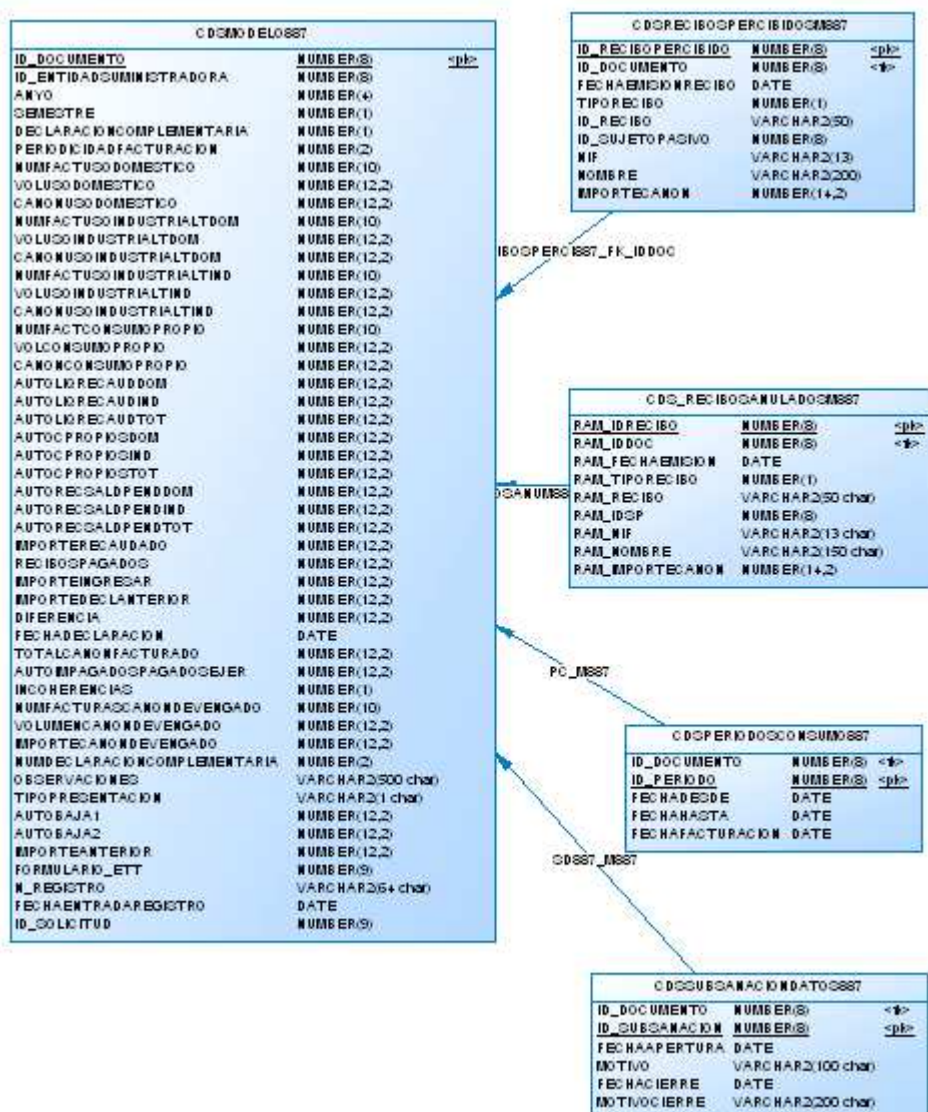 CDSMODELO887
ID_DOCUMENTO NUMBER(8) <pk>
ID_ENTIDADSUMINISTRADORA NUMBER(8)
ANYO NUMBER(4)
SEMESTRE NUMBER(1)
DECLARACIONCOMPLEMENTARIA NUMBER(1)
PERIODICIDADFACTURACION NUMBER(2)
NUMFACTUSODOMESTICO NUMBER(10)
VOLUSODOMESTICO NUMBER(12,2)
CANONUSODOMESTICO NUMBER(12,2)
NUMFACTUSOINDUSTRIALTDOM NUMBER(10)
VOLUSOINDUSTRIALTDOM NUMBER(12,2)
CANONUSOINDUSTRIALTDOM NUMBER(12,2)
NUMFACTUSOINDUSTRIALTIND NUMBER(10)
VOLUSOINDUSTRIALTIND NUMBER(12,2)
CANONUSOINDUSTRIALTIND NUMBER(12,2)
NUMFACTCONSUMOPROPIO NUMBER(10)
VOLCONSUMOPROPIO NUMBER(12,2)
CANONCONSUMOPROPIO NUMBER(12,2)
AUTOLIQRECAUDDOM NUMBER(12,2)
AUTOLIQRECAUDIND NUMBER(12,2)
AUTOLIQRECAUDTOT NUMBER(12,2)
AUTOCPROPIOSDOM NUMBER(12,2)
AUTOCPROPIOSIND NUMBER(12,2)
AUTOCPROPIOSTOT NUMBER(12,2)
AUTORECSALDPENDDOM NUMBER(12,2)
AUTORECSALDPENDIND NUMBER(12,2)
AUTORECSALDPENDTOT NUMBER(12,2)
IMPORTERECAUDADO NUMBER(12,2)
RECIBOSPAGADOS NUMBER(12,2)
IMPORTEINGRESAR NUMBER(12,2)
IMPORTEDECLANTERIOR NUMBER(12,2)
DIFERENCIA NUMBER(12,2)
FECHADECLARACION DATE
TOTALCANONFACTURADO NUMBER(12,2)
AUTOIMPAGADOSPAGADOSEJER NUMBER(12,2)
INCOHERENCIAS NUMBER(1)
NUMFACTURASCANONDEVENGADO NUMBER(10)
VOLUMENCANONDEVENGADO NUMBER(12,2)
IMPORTECANONDEVENGADO NUMBER(12,2)
NUMDECLARACIONCOMPLEMENTARIA NUMBER(2)
OBSERVACIONES VARCHAR2(500 char)
TIPOPRESENTACION VARCHAR2(1 char)
AUTOBAJA1 NUMBER(12,2)
AUTOBAJA2 NUMBER(12,2)
IMPORTEANTERIOR NUMBER(12,2)
FORMULARIO_ETT NUMBER(9)
N_REGISTRO VARCHAR2(64 char)
FECHAENTRADAREGISTRO DATE
ID_SOLICITUD NUMBER(9)
CDSRECIBOSPERCIBIDOSM887
ID_RECIBOPERCIBIDO NUMBER(8) <pk>
ID_DOCUMENTO NUMBER(8) <fk>
FECHAEMISIONRECIBO DATE
TIPORECIBO NUMBER(1)
ID_RECIBO VARCHAR2(50)
ID_SUJETOPASIVO NUMBER(8)
NIF VARCHAR2(13)
NOMBRE VARCHAR2(200)
IMPORTECANON NUMBER(14,2)
IBOSPERCI887_FK_IDDOC
CDS_RECIBOSANULADOSM887
RAM_IDRECIBO NUMBER(8) <pk>
RAM_IDDOC NUMBER(8) <fk>
RAM_FECHAEMISION DATE
RAM_TIPORECIBO NUMBER(1)
RAM_RECIBO VARCHAR2(50 char)
RAM_IDSP NUMBER(8)
RAM_NIF VARCHAR2(13 char)
RAM_NOMBRE VARCHAR2(150 char)
RAM_IMPORTECANON NUMBER(14,2)
OSANUM88
PC_M887
CDSPERIODOSCONSUMO887
ID_DOCUMENTO NUMBER(8) <fk>
ID_PERIODO NUMBER(8) <pk>
FECHADESDE DATE
FECHAHASTA DATE
FECHAFACTURACION DATE
SD887_M887
CDSSUBSANACIONDATOS887
ID_DOCUMENTO NUMBER(8) <fk>
ID_SUBSANACION NUMBER(8) <pk>
FECHAAPERTURA DATE
MOTIVO VARCHAR2(100 char)
FECHACIERRE DATE
MOTIVOCIERRE VARCHAR2(200 char)